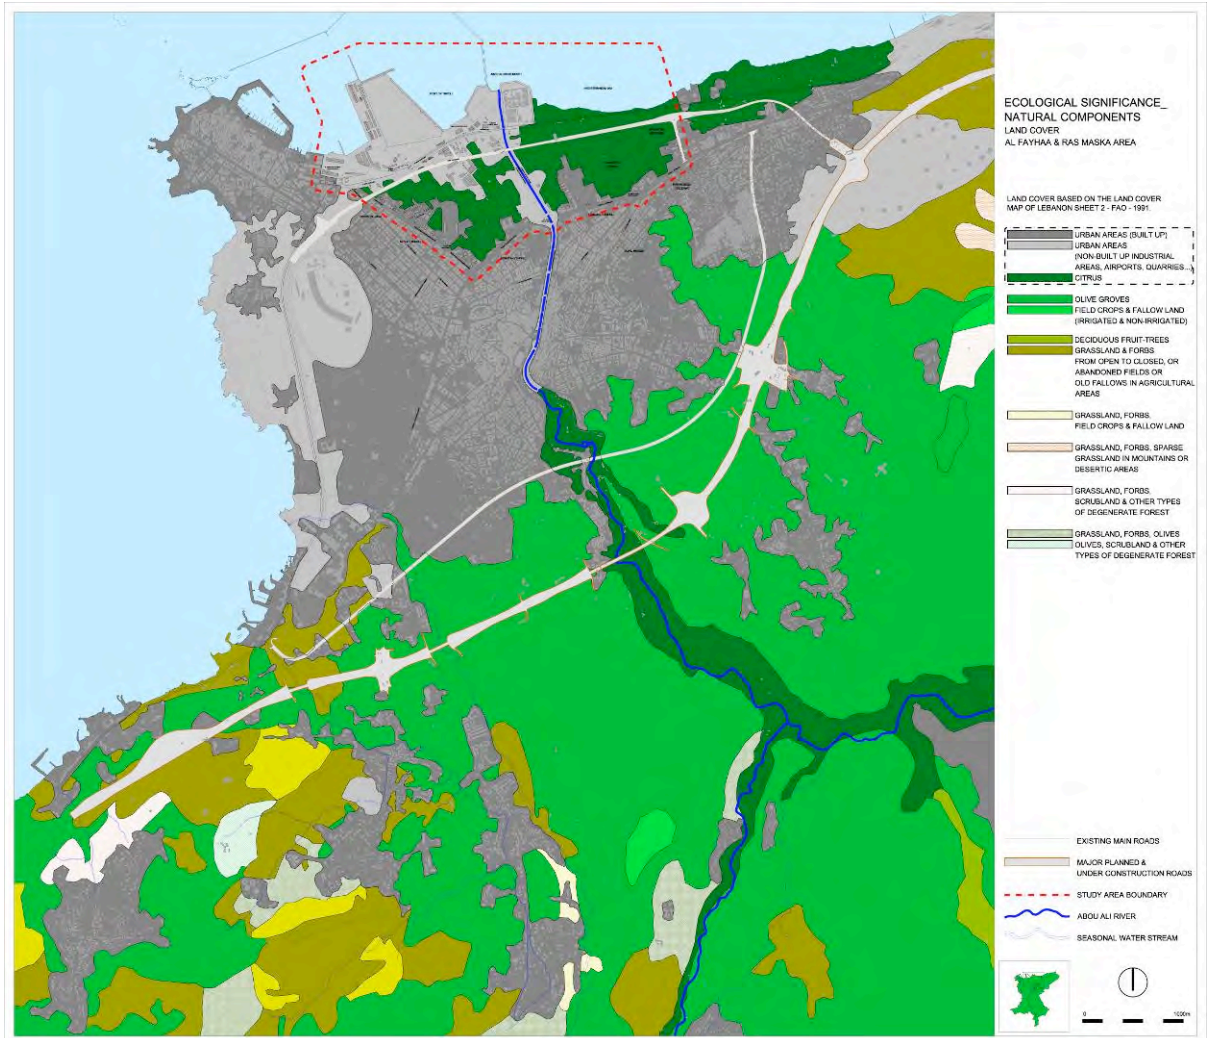 ECOLOGICAL SIGNIFICANCE_
NATURAL COMPONENTS
LAND COVER
AL FAYHAA & RAS MASKA AREA
LAND COVER BASED ON THE LAND COVER
MAP OF LEBANON SHEET 2 - FAO - 1991
URBAN AREAS (BUILT UP)
URBAN AREAS
(NON-BUILT UP INDUSTRIAL
AREAS, AIRPORTS, QUARRIES...)
CITRUS
OLIVE GROVES
FIELD CROPS & FALLOW LAND
(IRRIGATED & NON-IRRIGATED)
DECIDUOUS FRUIT-TREES
GRASSLAND & FORBS
FROM OPEN TO CLOSED, OR
ABANDONED FIELDS OR
OLD FALLOWS IN AGRICULTURAL
AREAS
GRASSLAND, FORBS,
FIELD CROPS & FALLOW LAND
GRASSLAND, FORBS, SPARSE
GRASSLAND IN MOUNTAINS OR
DESERTIC AREAS
GRASSLAND, FORBS,
SCRUBLAND & OTHER TYPES
OF DEGENERATE FOREST
GRASSLAND, FORBS, OLIVES
OLIVES, SCRUBLAND & OTHER
TYPES OF DEGENERATE FOREST
EXISTING MAIN ROADS
MAJOR PLANNED &
UNDER CONSTRUCTION ROADS
STUDY AREA BOUNDARY
ABOU ALI RIVER
SEASONAL WATER STREAM
0 1000m